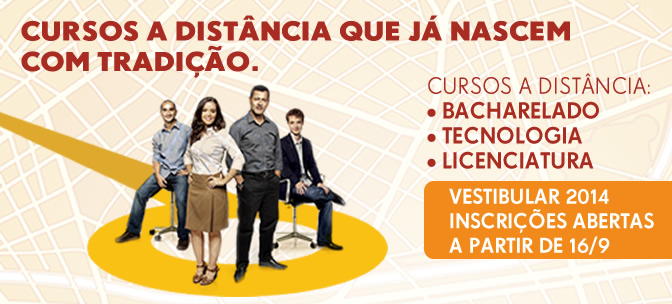 CURSOS A DISTÂNCIA QUE JÁ NASCEM
COM TRADIÇÃO.
CURSOS A DISTÂNCIA:
• BACHARELADO
• TECNOLOGIA
• LICENCIATURA
VESTIBULAR 2014
INSCRIÇÕES ABERTAS
A PARTIR DE 16/9